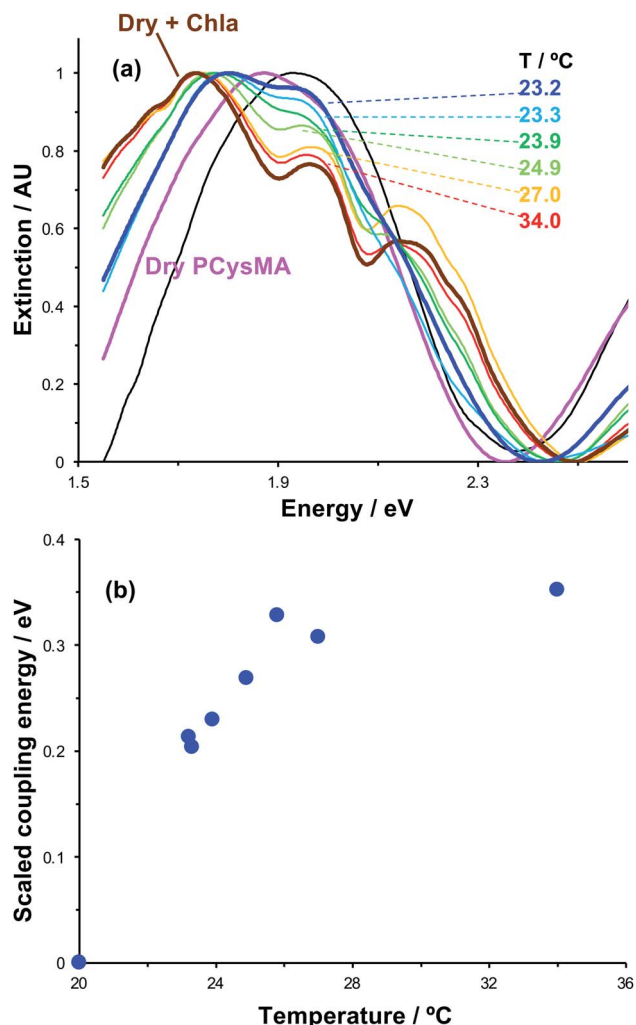 Dry + Chla
(a)
T / ºC
23.2
23.3
23.9
24.9
27.0
34.0
Dry PCysMA
Extinction / AU
1
0.8
0.6
0.4
0.2
0
1.5
1.9
2.3
Energy / eV
(b)
Scaled coupling energy / eV
0.4
0.3
0.2
0.1
0
20
24
28
32
36
Temperature / ºC